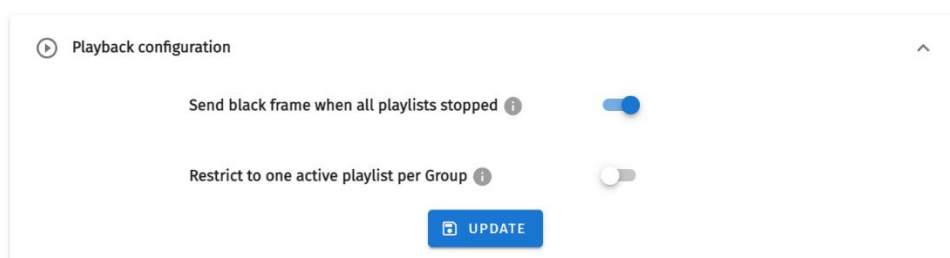 Playback configuration
Send black frame when all playlists stopped
Restrict to one active playlist per Group
UPDATE